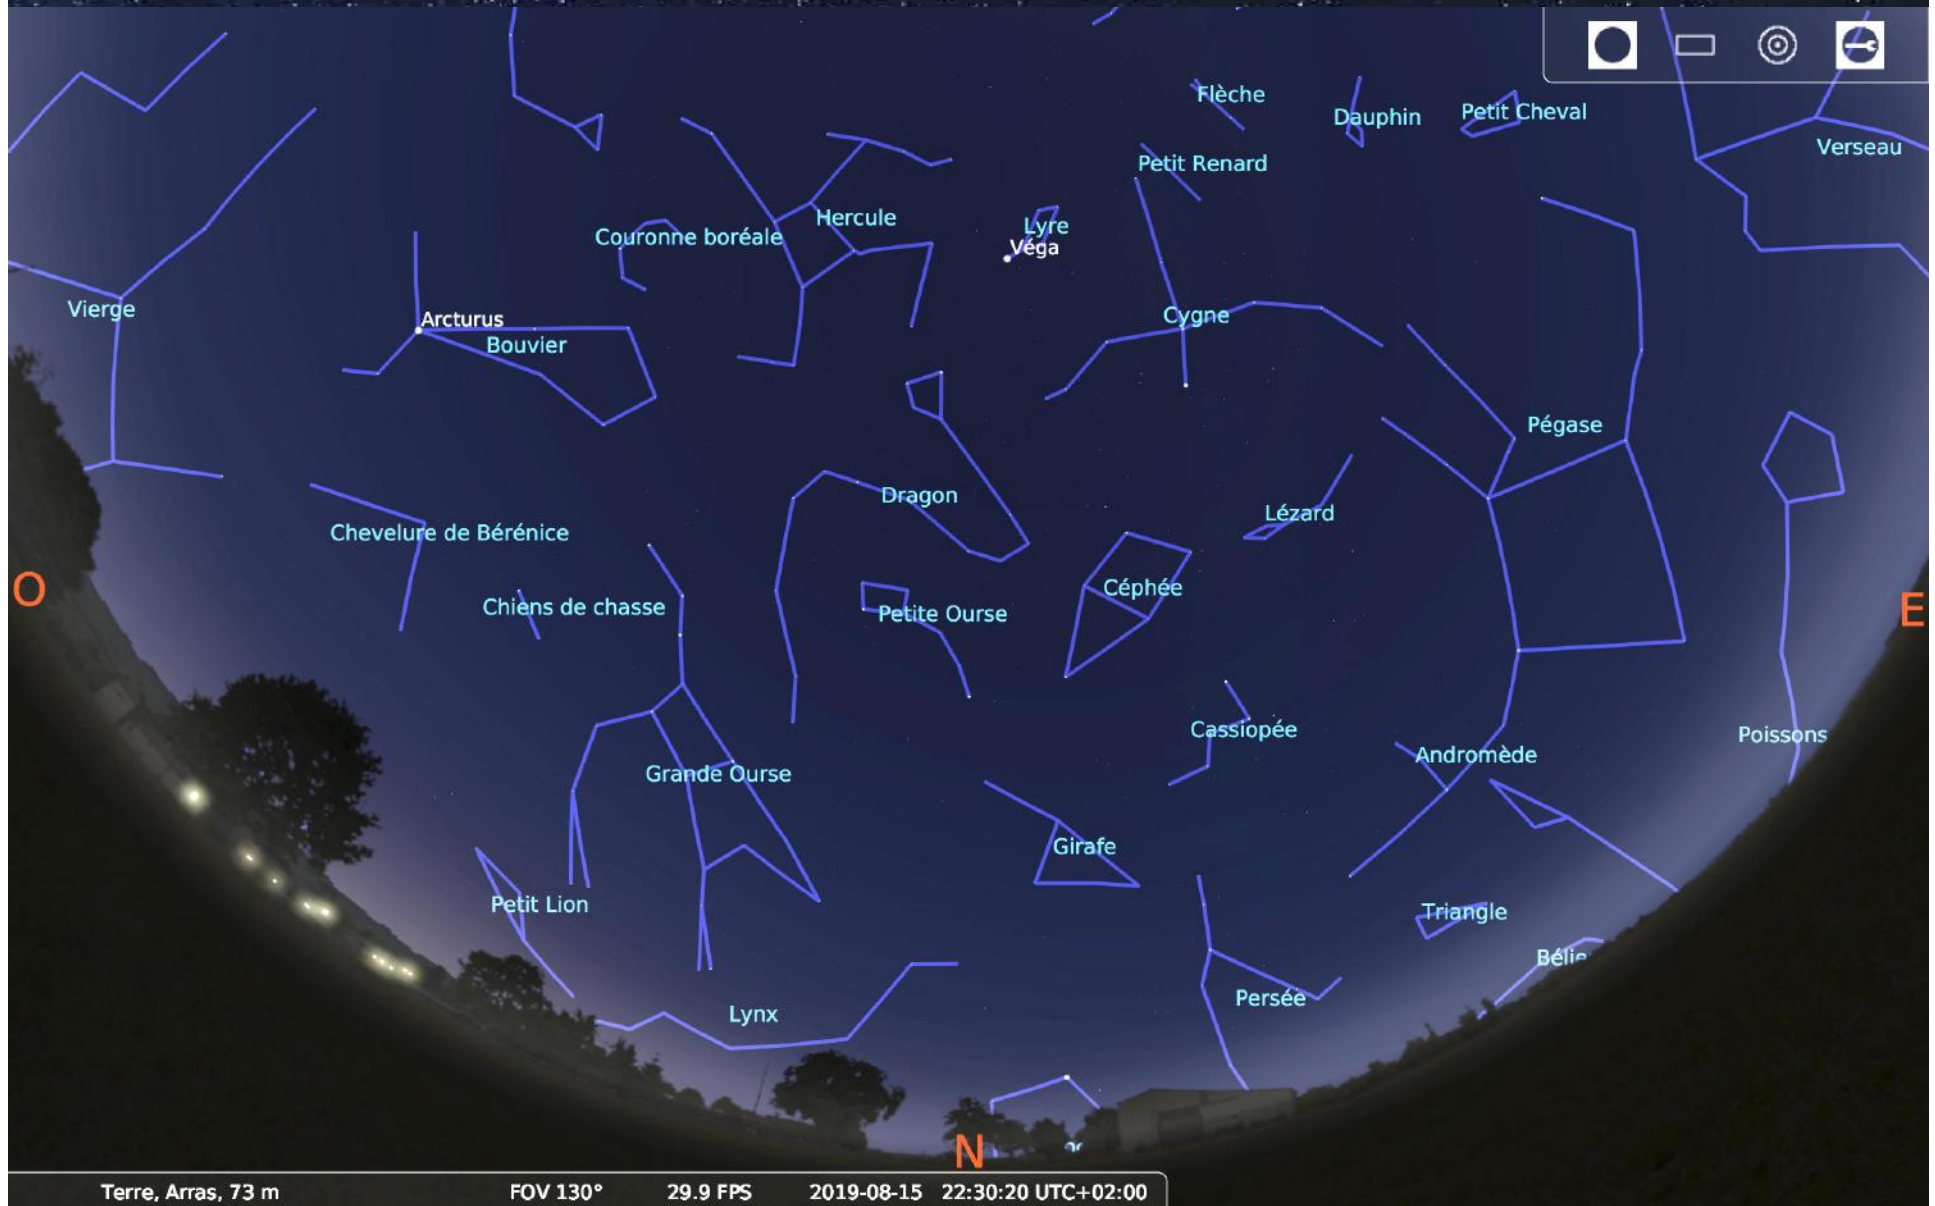 Flèche
Dauphin
Petit Cheval
Verseau
Petit Renard
Couronne boréale
Hercule
Lyre
Véga
Vierge
Arcturus
Bouvier
Cygne
Pégase
Dragon
Lézard
Chevelure de Bérénice
Chiens de chasse
Petite Ourse
Céphée
O
E
Cassiopée
Andromède
Poissons
Grande Ourse
Girafe
Petit Lion
Triangle
Bélie
Persée
Lynx
N
Terre, Arras, 73 m
FOV 130°
29.9 FPS
2019-08-15 22:30:20 UTC+02:00